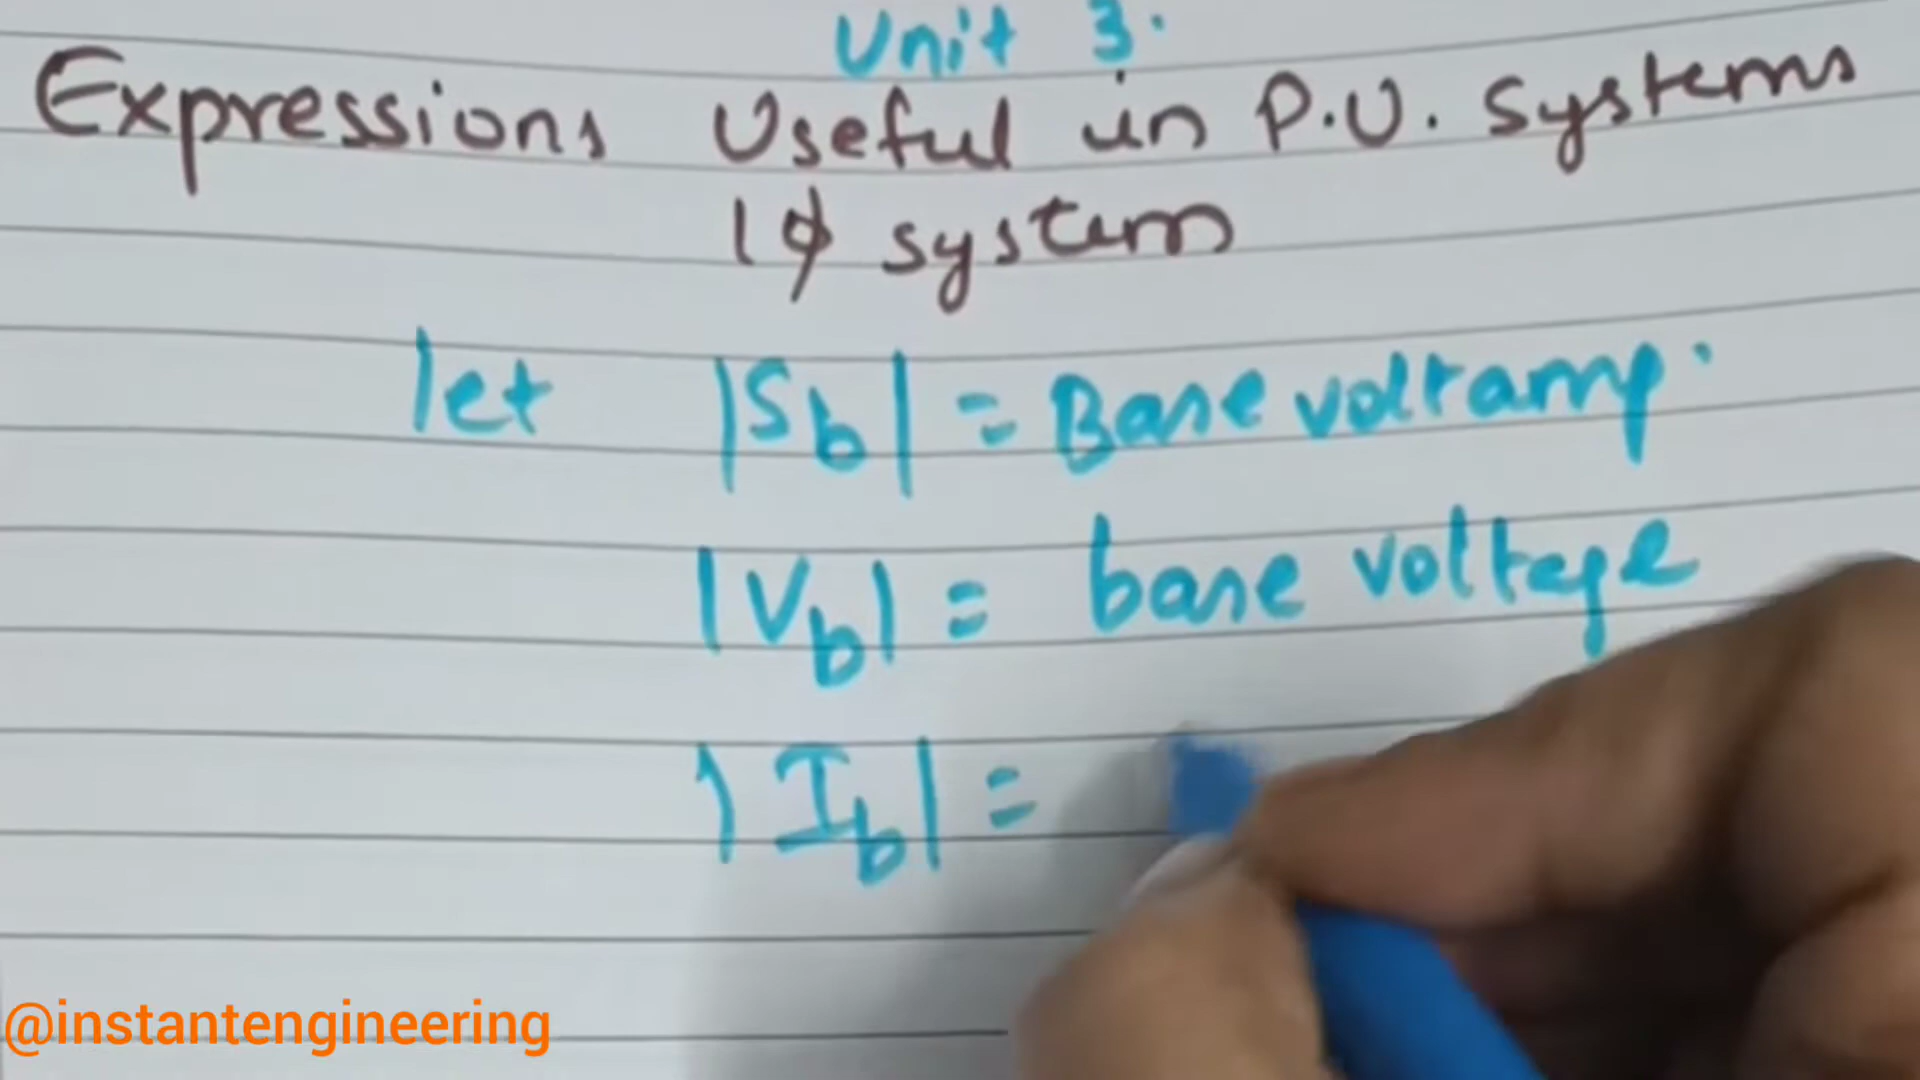 Unit 3.
Expressions Useful in P.U. Systems
1φ system
let |Sb| = Base voltamp.
|Vb| = base voltage
|Ib| =
@instantengineering